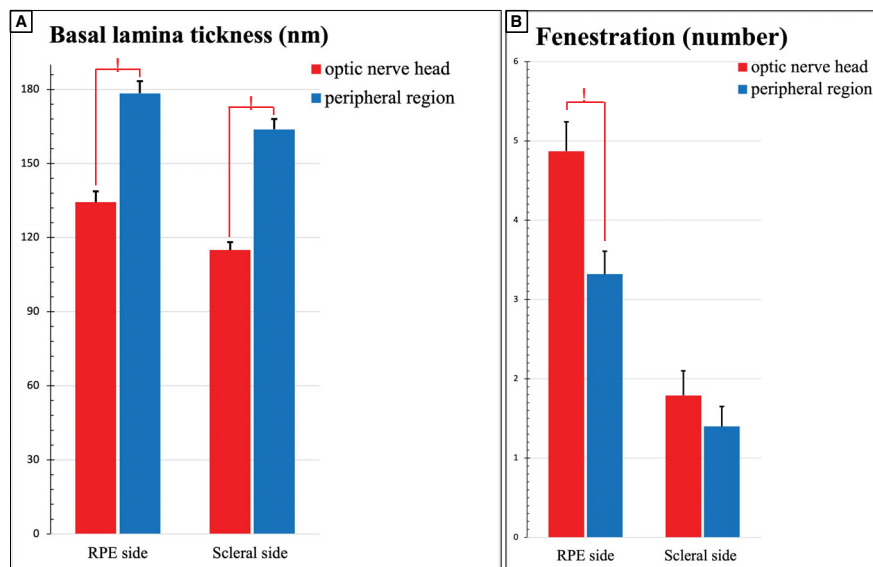 A
Basal lamina tickness (nm)
optic nerve head
peripheral region
180
150
120
90
60
30
0
RPE side
Scleral side
!
!
B
Fenestration (number)
optic nerve head
peripheral region
6
5
4
3
2
1
0
RPE side
Scleral side
!